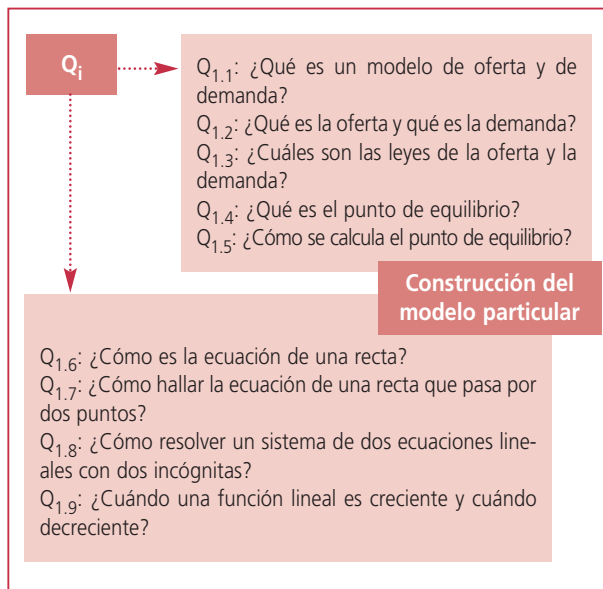 Qi
Q1.1: ¿Qué es un modelo de oferta y de
demanda?
Q1.2: ¿Qué es la oferta y qué es la demanda?
Q1.3: ¿Cuáles son las leyes de la oferta y la
demanda?
Q1.4: ¿Qué es el punto de equilibrio?
Q1.5: ¿Cómo se calcula el punto de equilibrio?
Construcción del
modelo particular
Q1.6: ¿Cómo es la ecuación de una recta?
Q1.7: ¿Cómo hallar la ecuación de una recta que pasa por
dos puntos?
Q1.8: ¿Cómo resolver un sistema de dos ecuaciones line-
ales con dos incógnitas?
Q1.9: ¿Cuándo una función lineal es creciente y cuándo
decreciente?